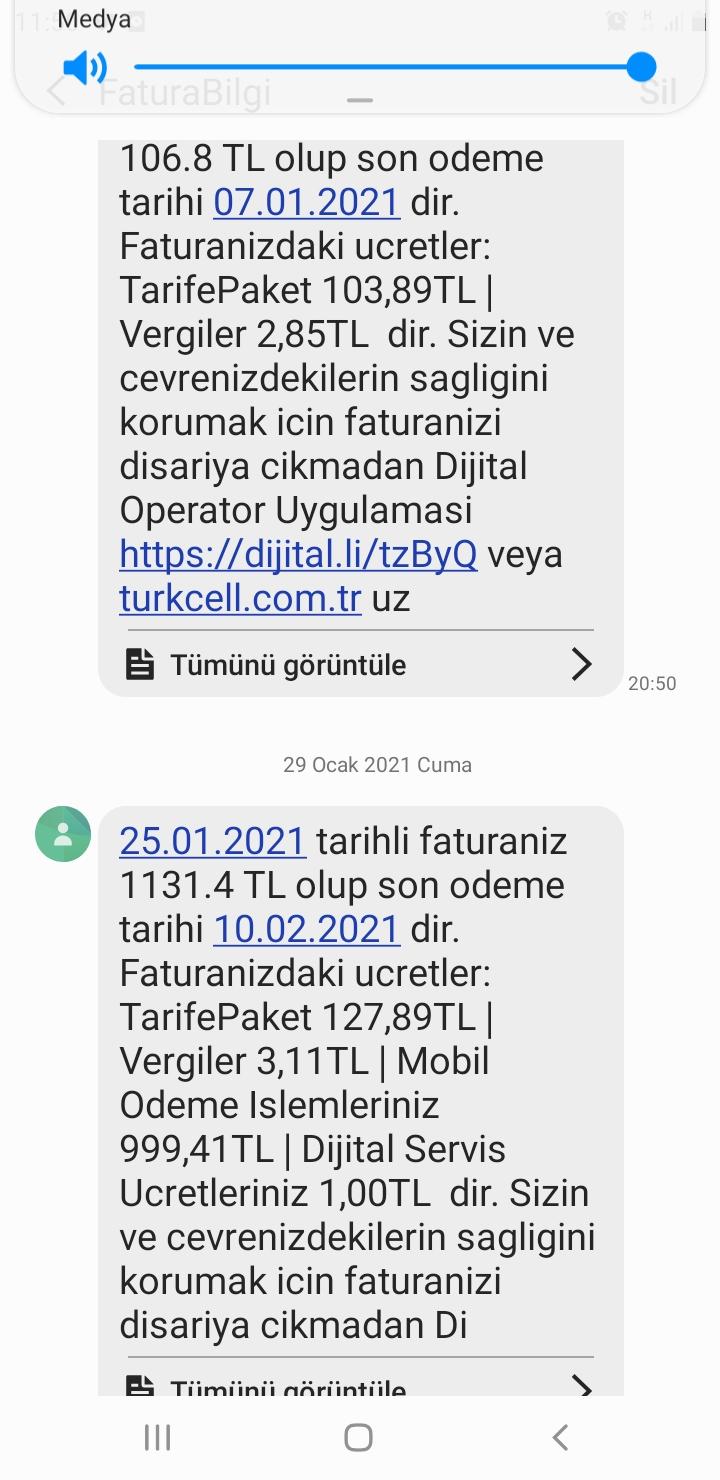 Medya
FaturaBilgi
Sil
106.8 TL olup son odeme
tarihi 07.01.2021 dir.
Faturanizdaki ucretler:
TarifePaket 103,89TL |
Vergiler 2,85TL  dir. Sizin ve
cevrenizdekilerin sagligini
korumak icin faturanizi
disariya cikmadan Dijital
Operator Uygulamasi
https://dijital.li/tzByQ veya
turkcell.com.tr uz
Tümünü görüntüle
20:50
29 Ocak 2021 Cuma
25.01.2021 tarihli faturaniz
1131.4 TL olup son odeme
tarihi 10.02.2021 dir.
Faturanizdaki ucretler:
TarifePaket 127,89TL |
Vergiler 3,11TL | Mobil
Odeme Islemleriniz
999,41TL | Dijital Servis
Ucretleriniz 1,00TL  dir. Sizin
ve cevrenizdekilerin sagligini
korumak icin faturanizi
disariya cikmadan Di
Tümünü görüntüle